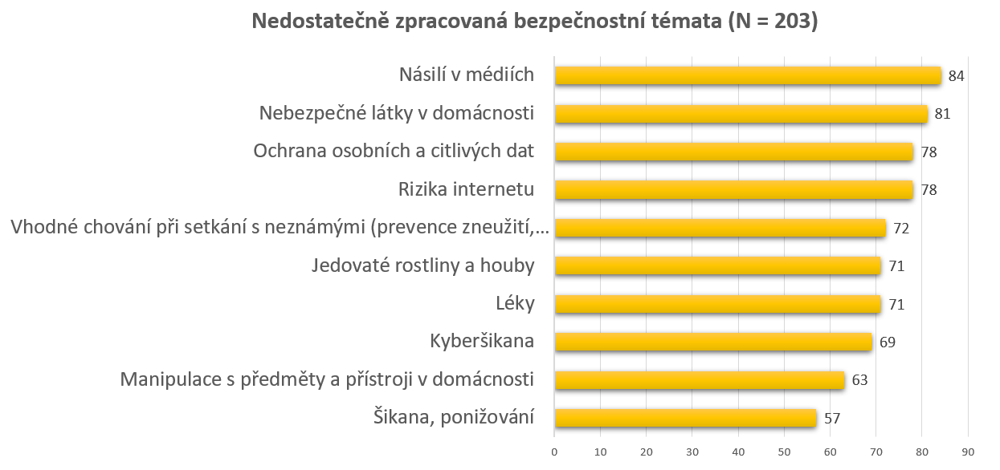 Nedostatečně zpracovaná bezpečnostní témata (N = 203)
Násilí v médiích 84
Nebezpečné látky v domácnosti 81
Ochrana osobních a citlivých dat 78
Rizika internetu 78
Vhodné chování při setkání s neznámými (prevence zneužití,... 72
Jedovaté rostliny a houby 71
Léky 71
Kyberšikana 69
Manipulace s předměty a přístroji v domácnosti 63
Šikana, ponižování 57
0 10 20 30 40 50 60 70 80 90